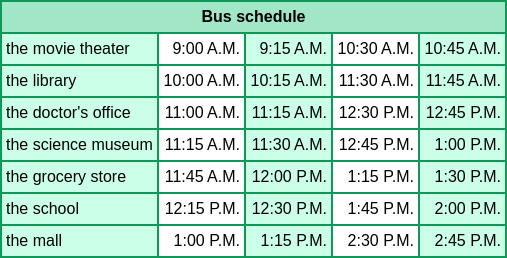 Bus schedule
the movie theater 9:00 A.M. 9:15 A.M. 10:30 A.M. 10:45 A.M.
the library 10:00 A.M. 10:15 A.M. 11:30 A.M. 11:45 A.M.
the doctor's office 11:00 A.M. 11:15 A.M. 12:30 P.M. 12:45 P.M.
the science museum 11:15 A.M. 11:30 A.M. 12:45 P.M. 1:00 P.M.
the grocery store 11:45 A.M. 12:00 P.M. 1:15 P.M. 1:30 P.M.
the school 12:15 P.M. 12:30 P.M. 1:45 P.M. 2:00 P.M.
the mall 1:00 P.M. 1:15 P.M. 2:30 P.M. 2:45 P.M.